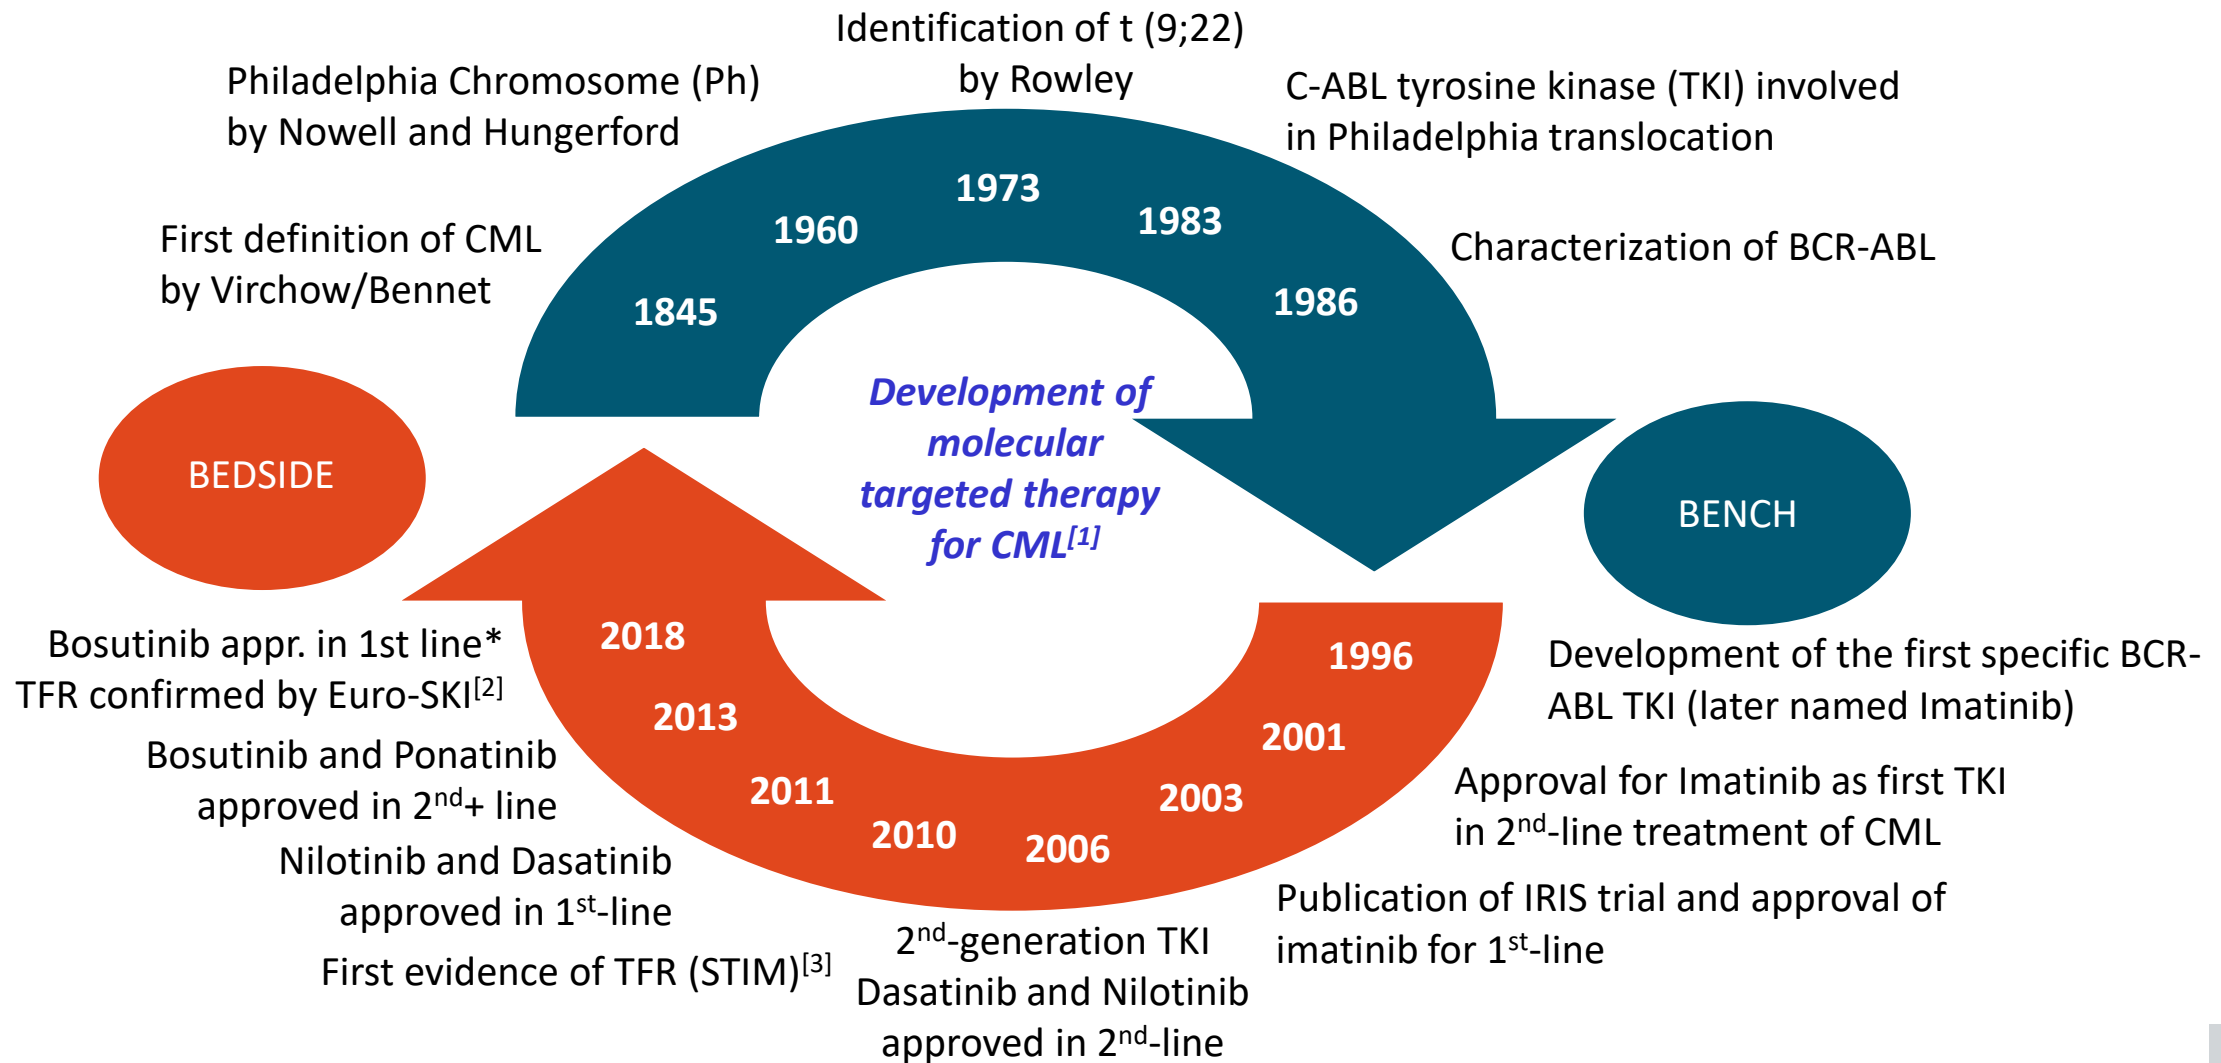 Identification of t (9;22)
by Rowley
Philadelphia Chromosome (Ph)
by Nowell and Hungerford
C-ABL tyrosine kinase (TKI) involved
in Philadelphia translocation
First definition of CML
by Virchow/Bennet
Characterization of BCR-ABL
1845
1960
1973
1983
1986
Development of
molecular
targeted therapy
for CML[1]
BEDSIDE
BENCH
1996
2001
2003
2006
2010
2011
2013
2018
Development of the first specific BCR-
ABL TKI (later named Imatinib)
Approval for Imatinib as first TKI
in 2nd-line treatment of CML
Publication of IRIS trial and approval of
imatinib for 1st-line
2nd-generation TKI
Dasatinib and Nilotinib
approved in 2nd-line
First evidence of TFR (STIM)[3]
Nilotinib and Dasatinib
approved in 1st-line
Bosutinib and Ponatinib
approved in 2nd+ line
Bosutinib appr. in 1st line*
TFR confirmed by Euro-SKI[2]